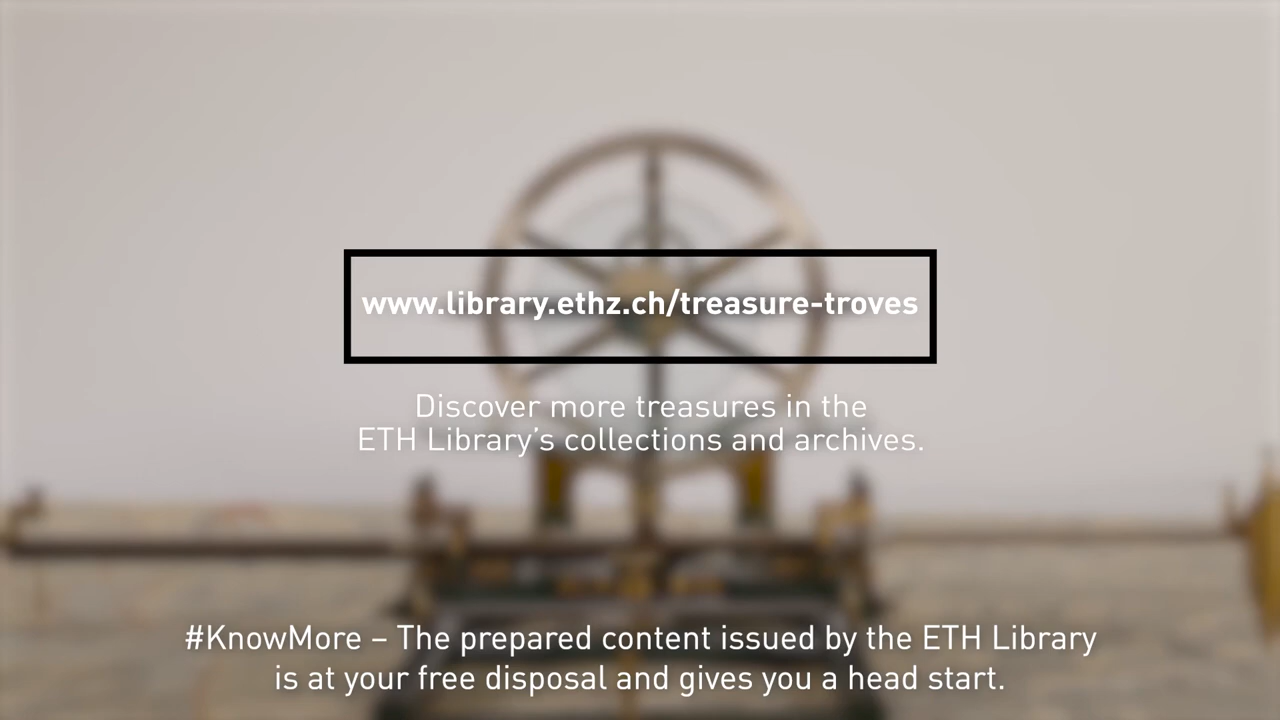 www.library.ethz.ch/treasure-troves
Discover more treasures in the
ETH Library’s collections and archives.
#KnowMore – The prepared content issued by the ETH Library
is at your free disposal and gives you a head start.